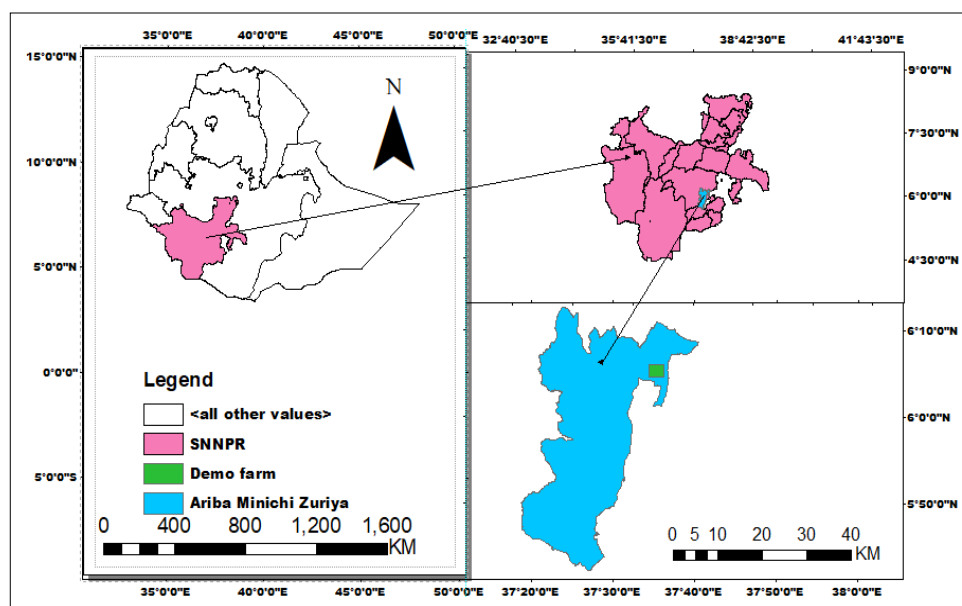 35°0'0"E 40°0'0"E 45°0'0"E 50°0'0"E
15°0'0"N
10°0'0"N
5°0'0"N
0°0'0"
5°0'0"S
N
Legend
<all other values>
SNNPR
Demo farm
Ariba Minichi Zuriya
0 400 800 1,200 1,600
KM
35°0'0"E 40°0'0"E 45°0'0"E 50°0'0"E
32°40'30"E 35°41'30"E 38°42'30"E 41°43'30"E
9°0'0"N
7°30'0"N
6°0'0"N
4°30'0"N
6°10'0"N
6°0'0"N
5°50'0"N
0 5 10 20 30 40
KM
37°20'0"E 37°30'0"E 37°40'0"E 37°50'0"E 38°0'0"E